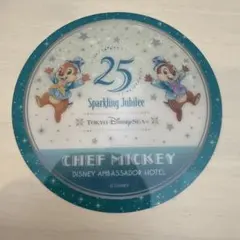 25
Sparkling Jubilee
TOKYO DISNEYSEA
CHEF MICKEY
DISNEY AMBASSADOR HOTEL